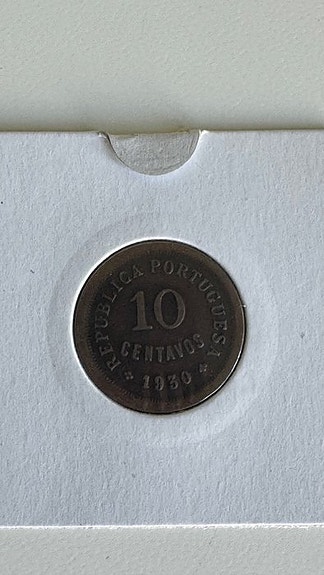 REPUBLICA PORTUGUESA
10
CENTAVOS
1930